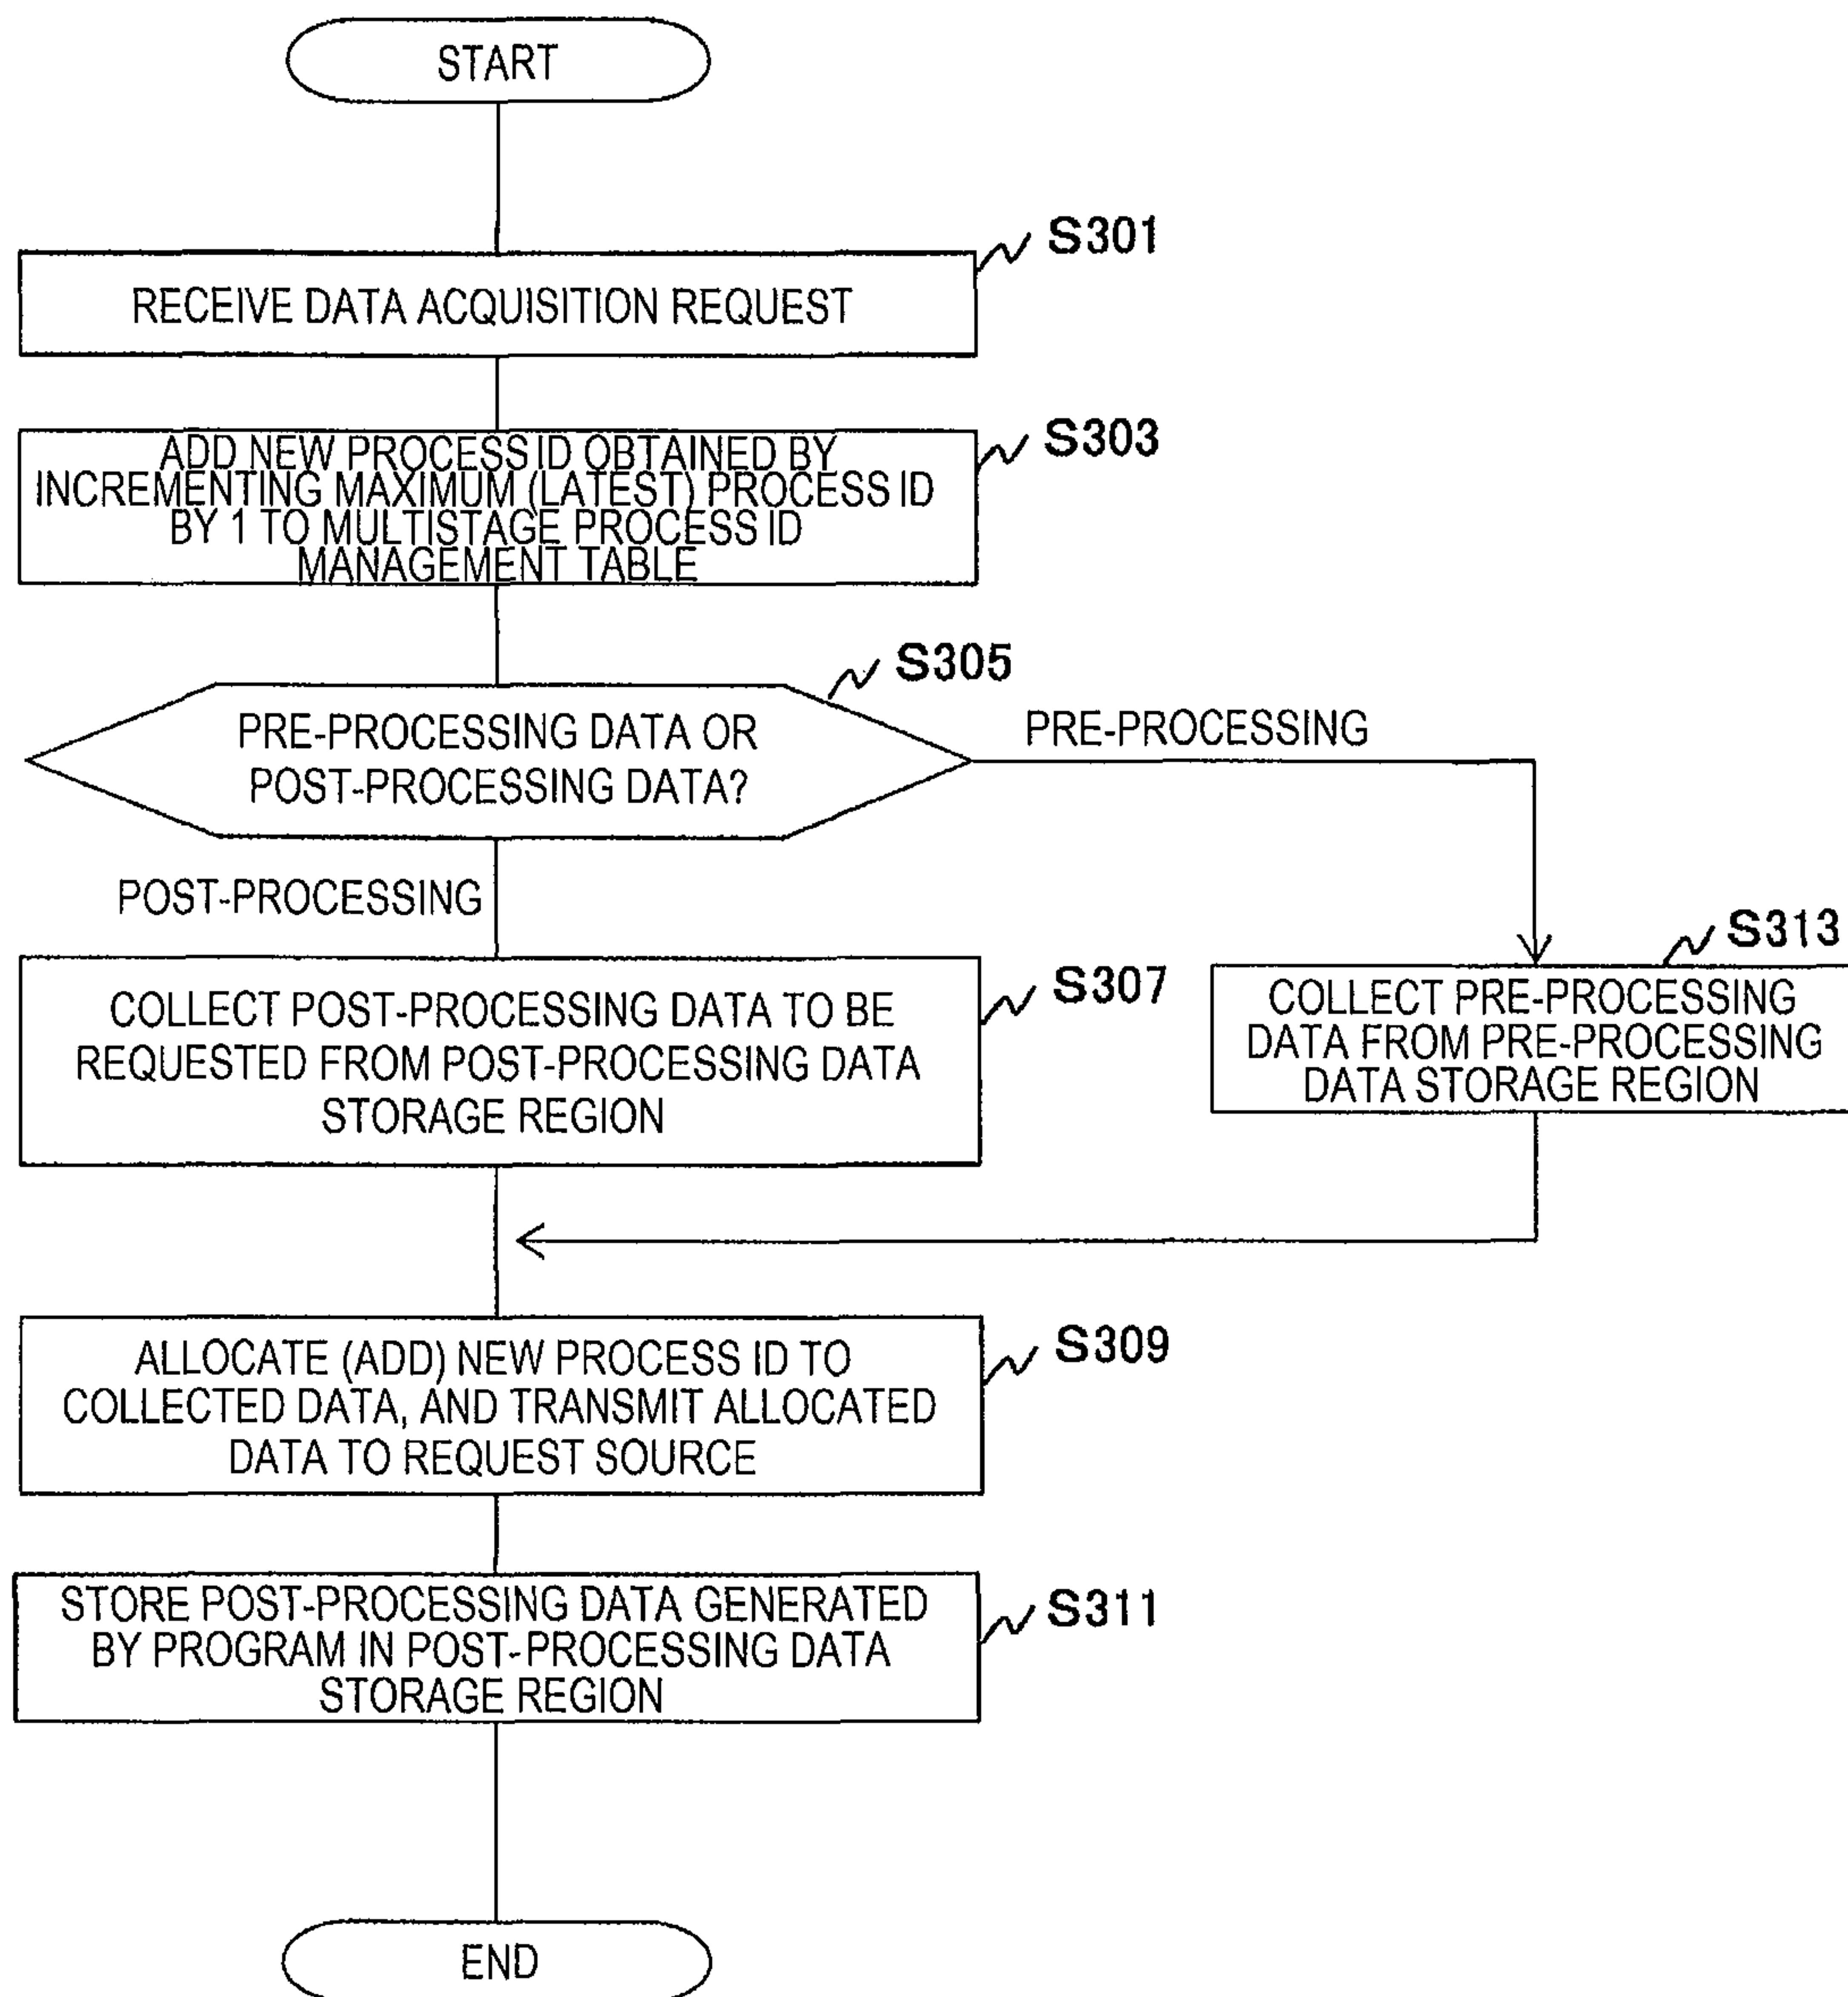 START
S301
RECEIVE DATA ACQUISITION REQUEST
S303
ADD NEW PROCESS ID OBTAINED BY
INCREMENTING MAXIMUM (LATEST) PROCESS ID
BY 1 TO MULTISTAGE PROCESS ID
MANAGEMENT TABLE
S305
PRE-PROCESSING DATA OR
POST-PROCESSING DATA?
PRE-PROCESSING
POST-PROCESSING
S307
COLLECT POST-PROCESSING DATA TO BE
REQUESTED FROM POST-PROCESSING DATA
STORAGE REGION
S313
COLLECT PRE-PROCESSING
DATA FROM PRE-PROCESSING
DATA STORAGE REGION
S309
ALLOCATE (ADD) NEW PROCESS ID TO
COLLECTED DATA, AND TRANSMIT ALLOCATED
DATA TO REQUEST SOURCE
S311
STORE POST-PROCESSING DATA GENERATED
BY PROGRAM IN POST-PROCESSING DATA
STORAGE REGION
END